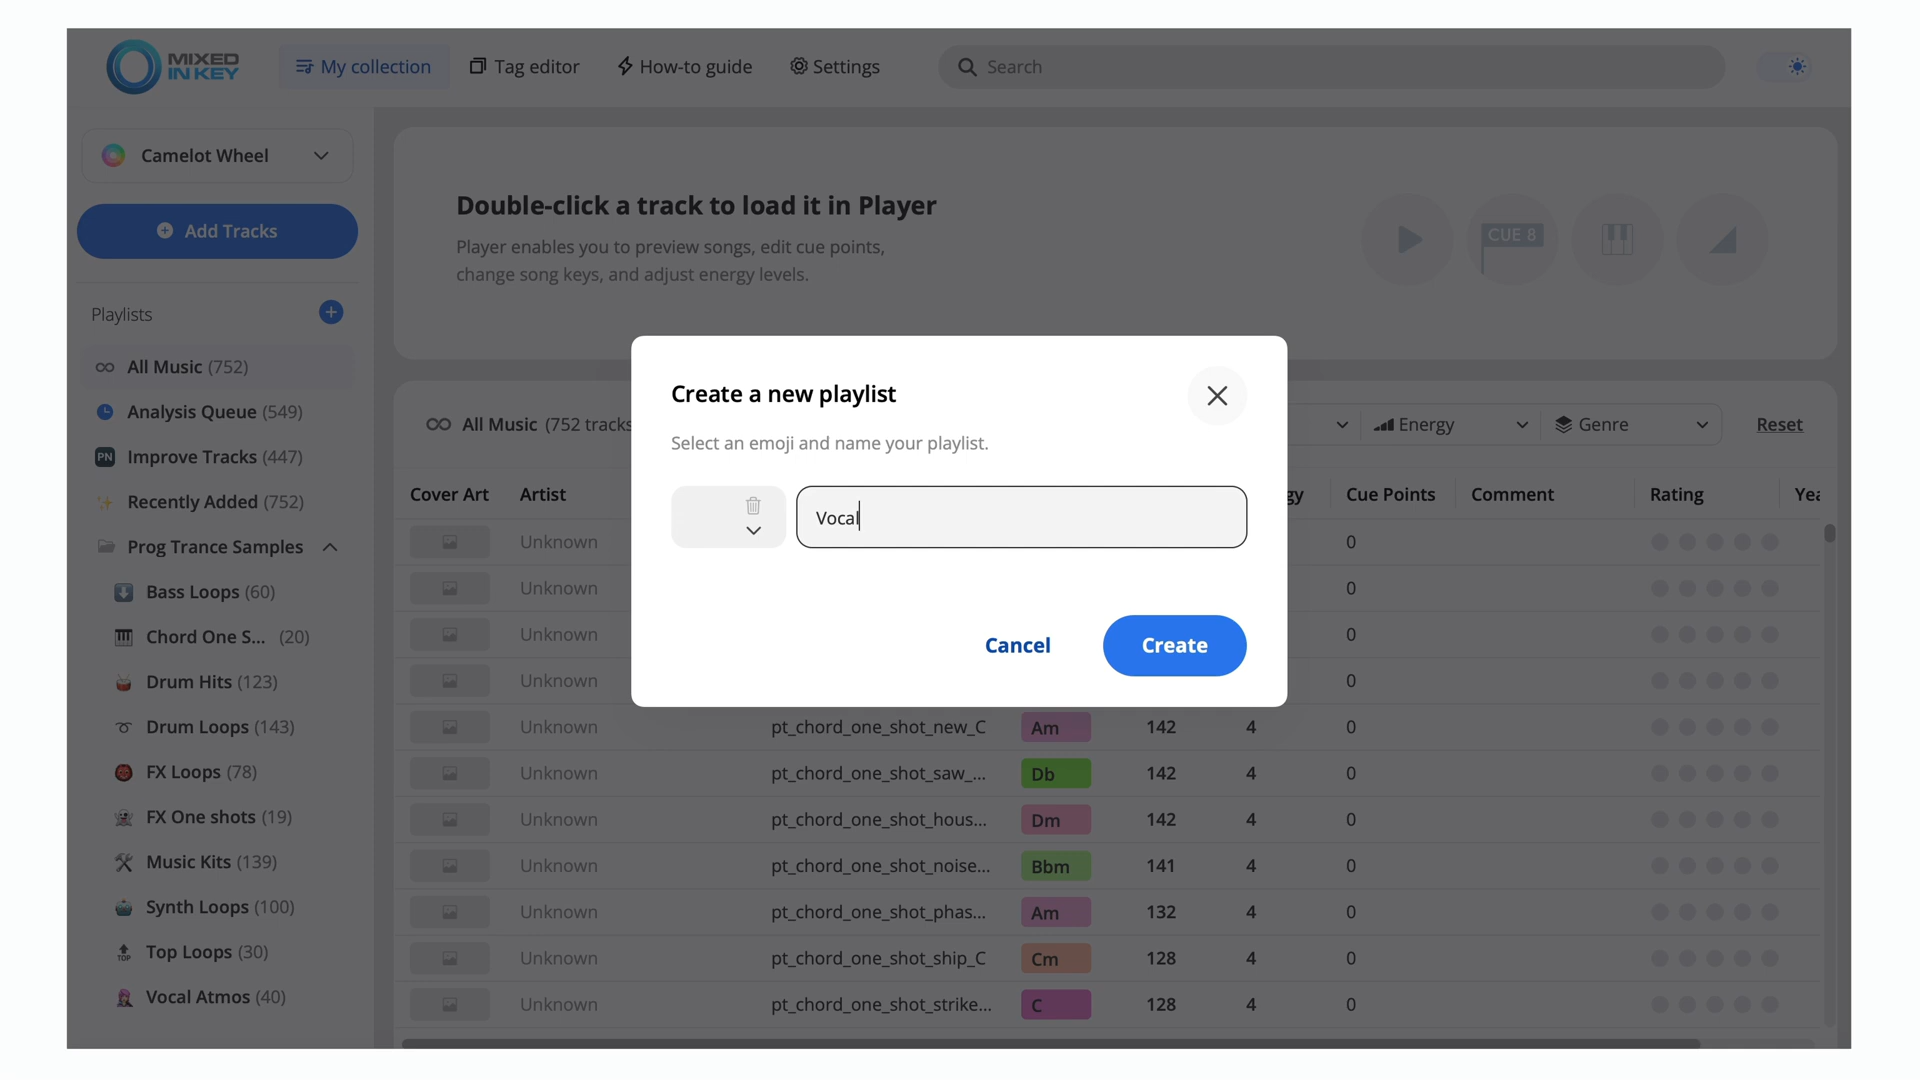 MIXED
IN KEY
My collection
Tag editor
How-to guide
Settings
Search
Camelot Wheel
Add Tracks
Playlists
All Music (752)
Analysis Queue (549)
PN
Improve Tracks (447)
Recently Added (752)
Prog Trance Samples
Bass Loops (60)
Chord One S... (20)
Drum Hits (123)
Drum Loops (143)
FX Loops (78)
FX One shots (19)
Music Kits (139)
Synth Loops (100)
TOP
Top Loops (30)
Vocal Atmos (40)
Double-click a track to load it in Player
Player enables you to preview songs, edit cue points,
change song keys, and adjust energy levels.
CUE 8
Create a new playlist
Select an emoji and name your playlist.
Vocal
Cancel
Create
All Music (752 tracks
Energy
Genre
Reset
Cover Art Artist gy Cue Points Comment Rating Yea
Unknown 0
Unknown 0
Unknown 0
Unknown 0
Unknown pt_chord_one_shot_new_C Am 142 4 0
Unknown pt_chord_one_shot_saw_... Db 142 4 0
Unknown pt_chord_one_shot_hous... Dm 142 4 0
Unknown pt_chord_one_shot_noise... Bbm 141 4 0
Unknown pt_chord_one_shot_phas... Am 132 4 0
Unknown pt_chord_one_shot_ship_C Cm 128 4 0
Unknown pt_chord_one_shot_strike... C 128 4 0